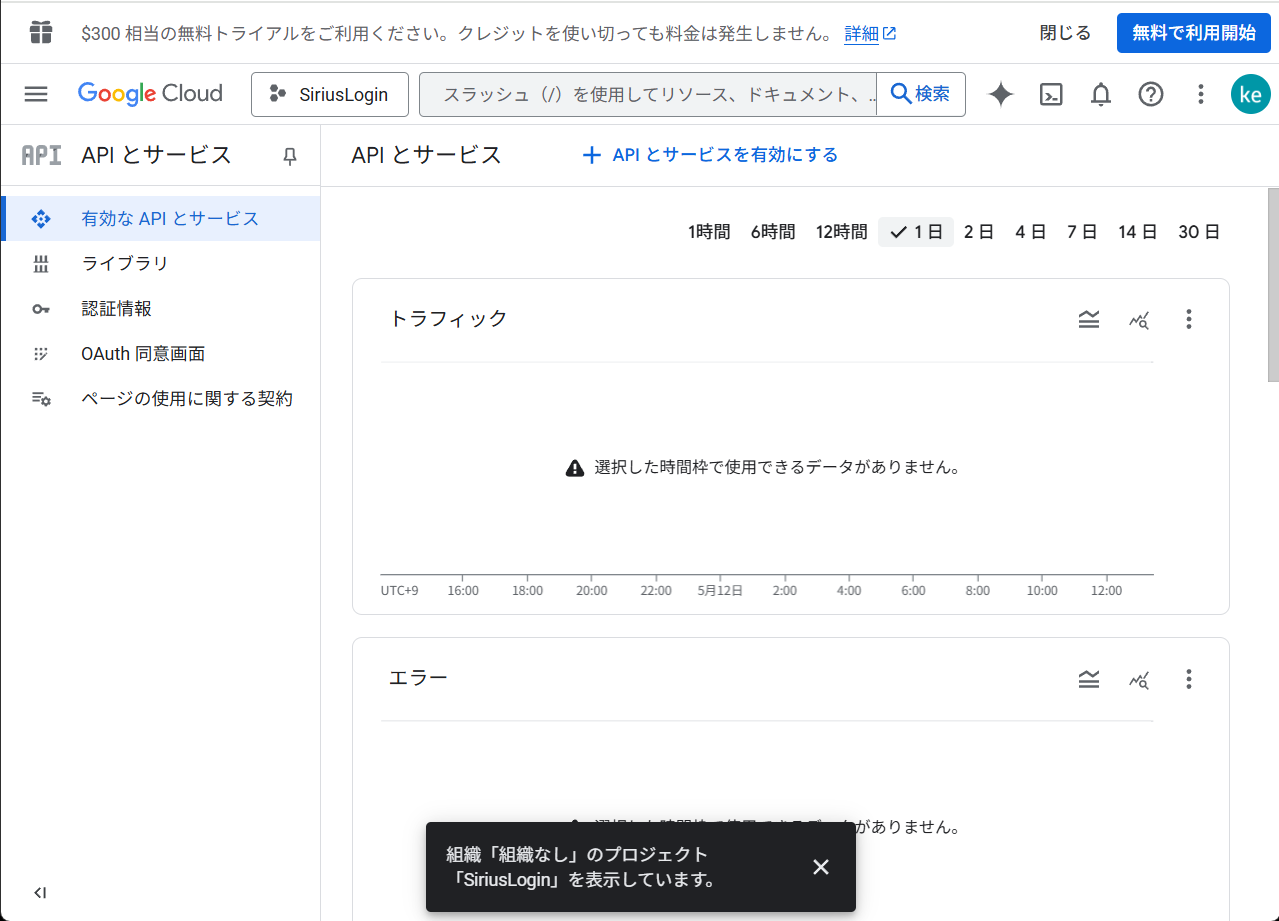 $300 相当の無料トライアルをご利用ください。クレジットを使い切っても料金は発生しません。 詳細 閉じる 無料で利用開始
Google Cloud SiriusLogin スラッシュ（/）を使用してリソース、ドキュメント、... 検索 ke
API API とサービス
API とサービス + API とサービスを有効にする
有効な API とサービス
ライブラリ
認証情報
OAuth 同意画面
ページの使用に関する契約
1時間 6時間 12時間 1 日 2 日 4 日 7 日 14 日 30 日
トラフィック
選択した時間枠で使用できるデータがありません。
UTC+9 16:00 18:00 20:00 22:00 5月12日 2:00 4:00 6:00 8:00 10:00 12:00
エラー
がありません。
組織「組織なし」のプロジェクト
「SiriusLogin」を表示しています。